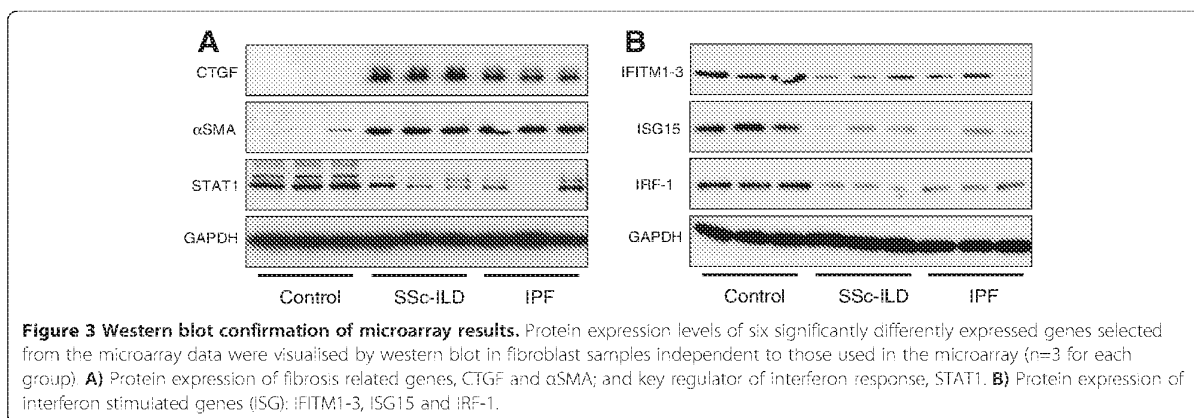 A
CTGF
αSMA
STAT1
GAPDH
Control SSc-ILD IPF
B
IFITM1-3
ISG15
IRF-1
GAPDH
Control SSc-ILD IPF
Figure 3 Western blot confirmation of microarray results. Protein expression levels of six significantly differently expressed genes selected
from the microarray data were visualised by western blot in fibroblast samples independent to those used in the microarray (n=3 for each
group). A) Protein expression of fibrosis related genes, CTGF and αSMA; and key regulator of interferon response, STAT1. B) Protein expression of
interferon stimulated genes (ISG): IFITM1-3, ISG15 and IRF-1.